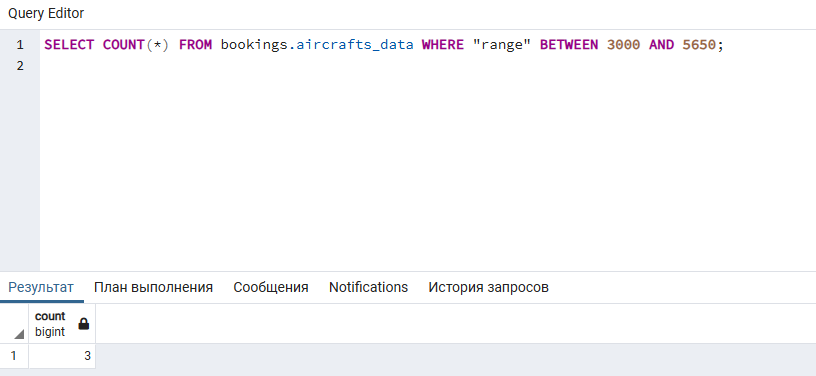 Query Editor
1 SELECT COUNT(*) FROM bookings.aircrafts_data WHERE "range" BETWEEN 3000 AND 5650;
2
Результат План выполнения Сообщения Notifications История запросов
count
bigint
1 3